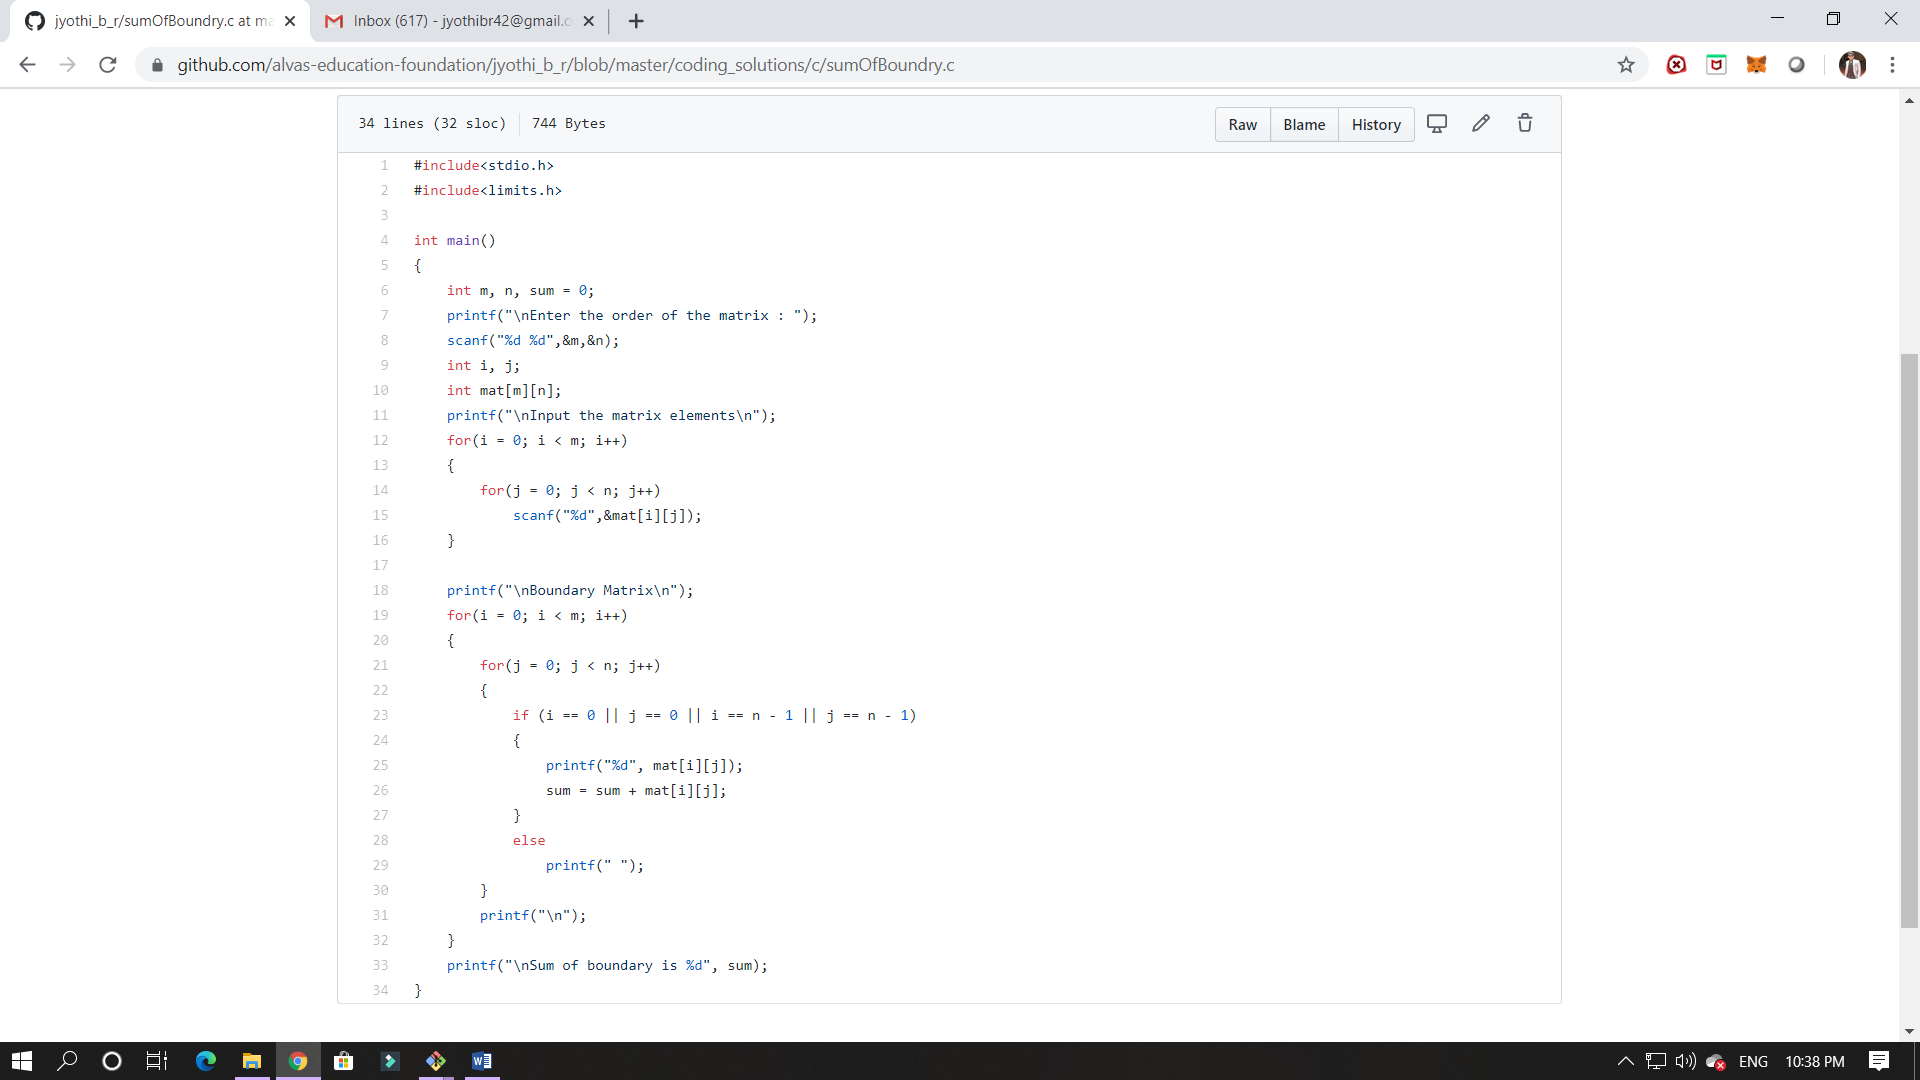 jyothi_b_r/sumOfBoundry.c at ma
Inbox (617) - jyothibr42@gmail.c
github.com/alvas-education-foundation/jyothi_b_r/blob/master/coding_solutions/c/sumOfBoundry.c
34 lines (32 sloc) 744 Bytes Raw Blame History
1 #include<stdio.h>
2 #include<limits.h>
3
4 int main()
5 {
6 int m, n, sum = 0;
7 printf("\nEnter the order of the matrix : ");
8 scanf("%d %d",&m,&n);
9 int i, j;
10 int mat[m][n];
11 printf("\nInput the matrix elements\n");
12 for(i = 0; i < m; i++)
13 {
14 for(j = 0; j < n; j++)
15 scanf("%d",&mat[i][j]);
16 }
17
18 printf("\nBoundary Matrix\n");
19 for(i = 0; i < m; i++)
20 {
21 for(j = 0; j < n; j++)
22 {
23 if (i == 0 || j == 0 || i == n - 1 || j == n - 1)
24 {
25 printf("%d", mat[i][j]);
26 sum = sum + mat[i][j];
27 }
28 else
29 printf(" ");
30 }
31 printf("\n");
32 }
33 printf("\nSum of boundary is %d", sum);
34 }
ENG 10:38 PM